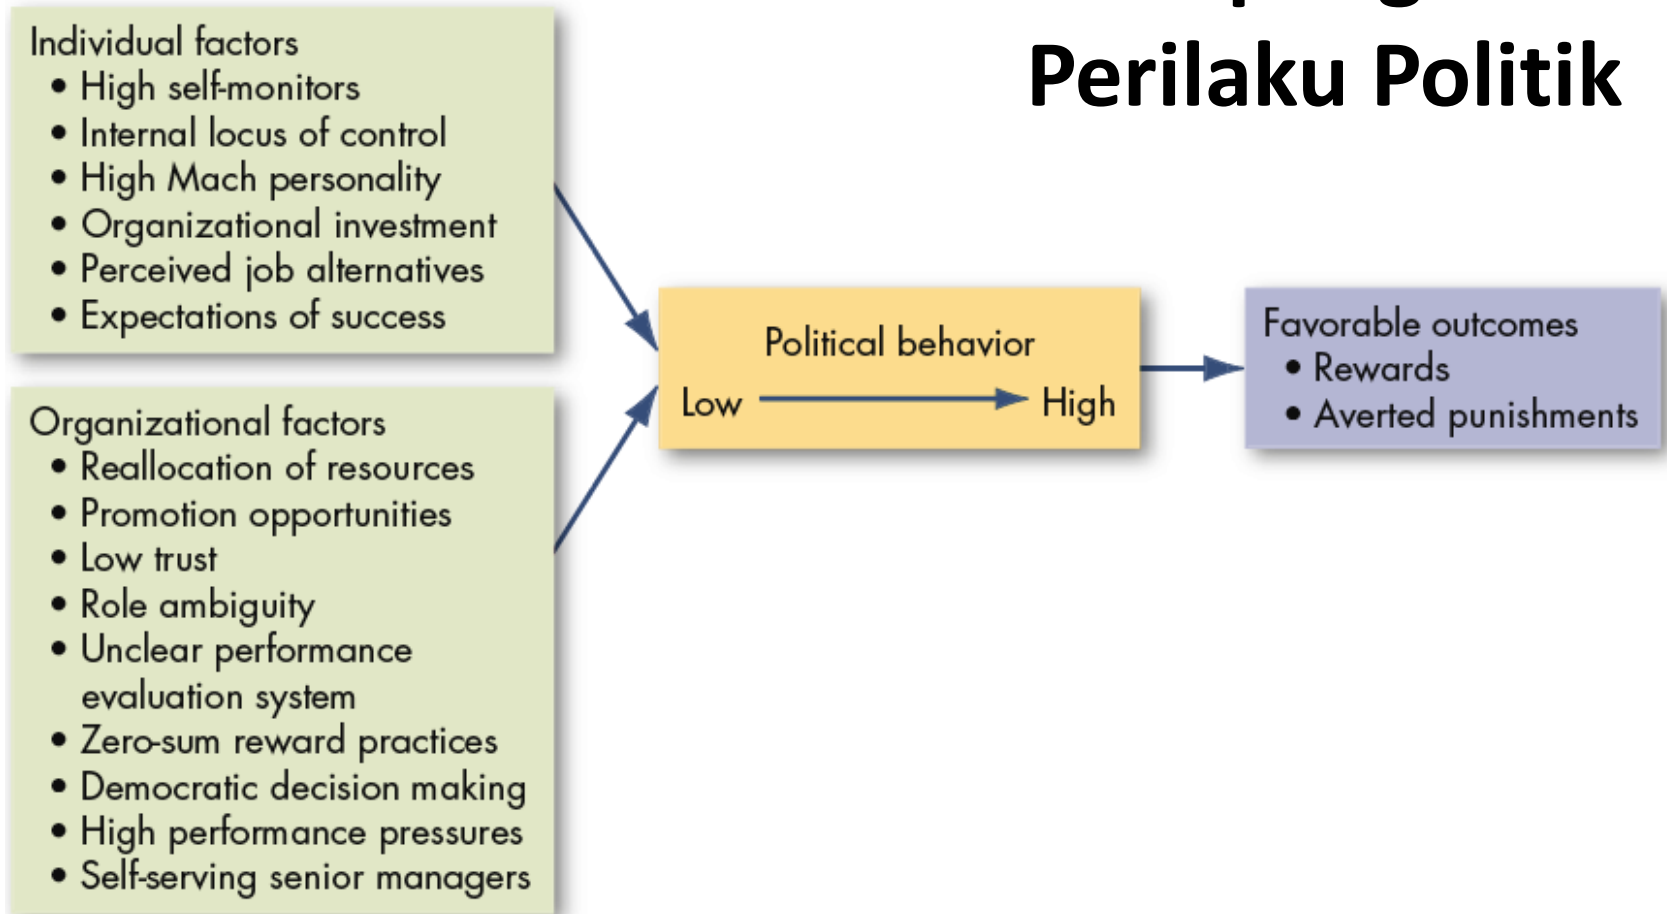 Perilaku Politik
Individual factors
• High self-monitors
• Internal locus of control
• High Mach personality
• Organizational investment
• Perceived job alternatives
• Expectations of success
Organizational factors
• Reallocation of resources
• Promotion opportunities
• Low trust
• Role ambiguity
• Unclear performance
evaluation system
• Zero-sum reward practices
• Democratic decision making
• High performance pressures
• Self-serving senior managers
Political behavior
Low High
Favorable outcomes
• Rewards
• Averted punishments